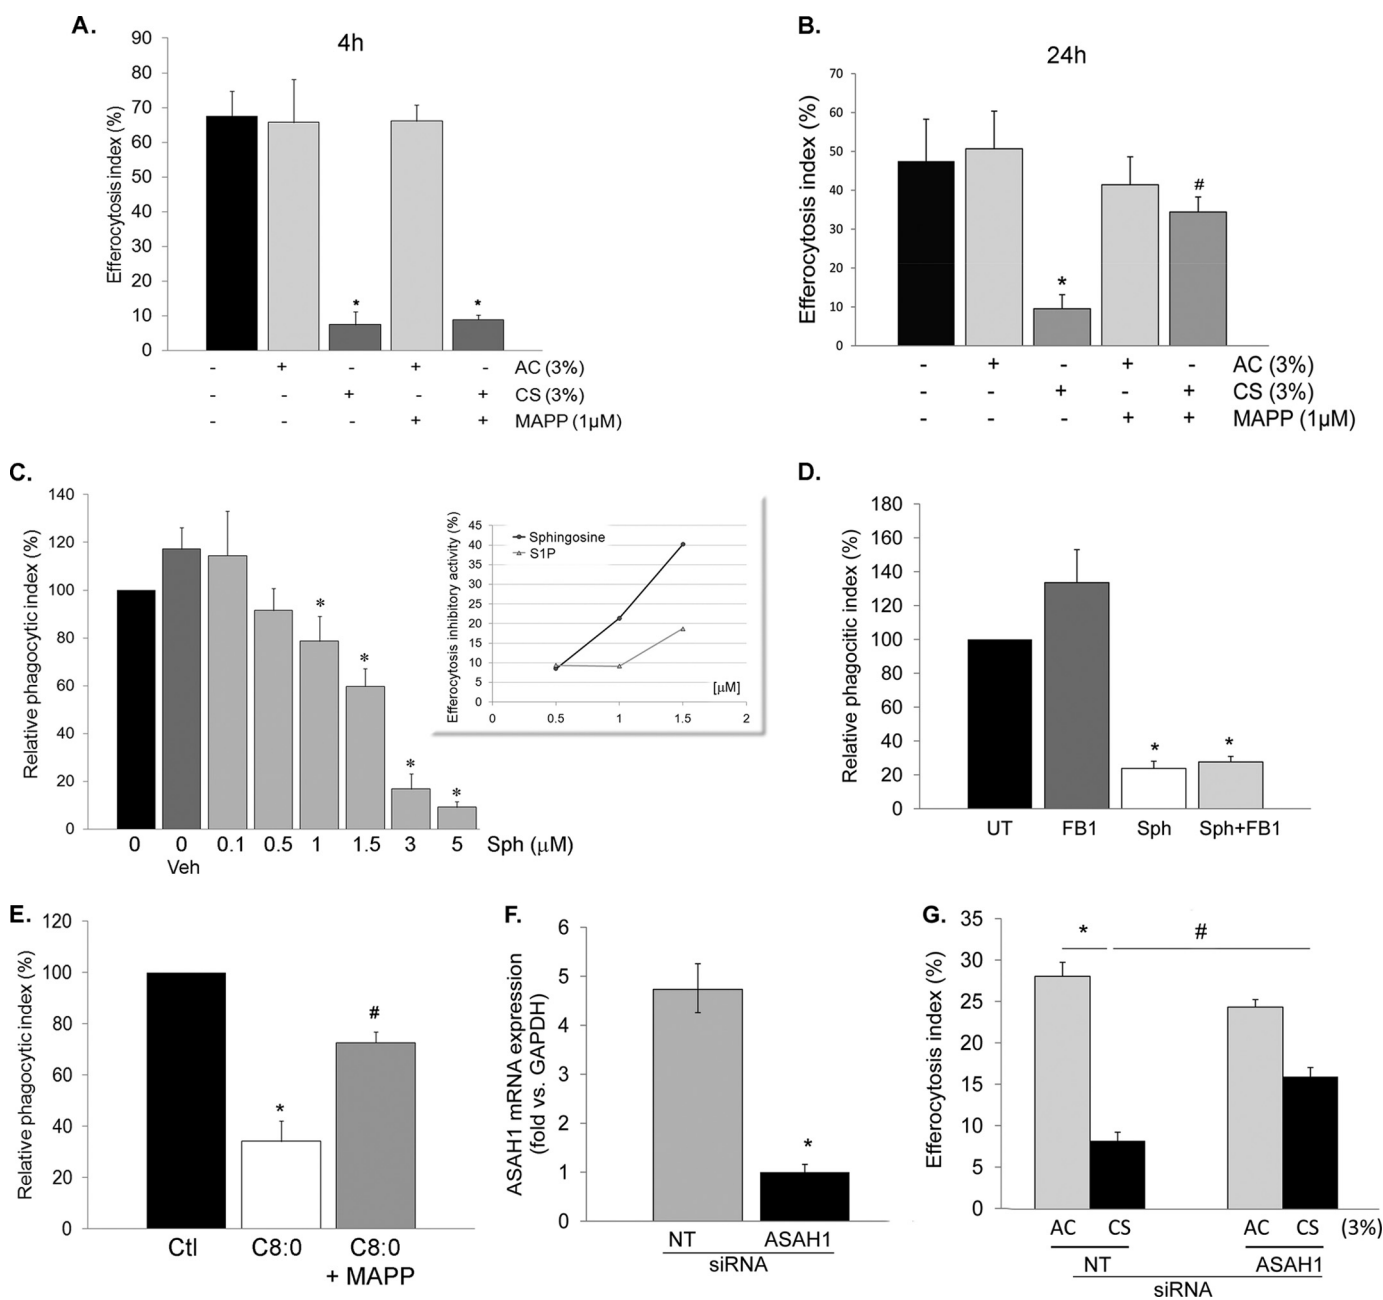 A.
4h
Efferocytosis index (%)
90
80
70
60
50
40
30
20
10
0
*
*
- + - + - AC (3%)
- - + - + CS (3%)
- - - + + MAPP (1µM)
B.
24h
Efferocytosis index (%)
70
60
50
40
30
20
10
0
*
#
- + - + - AC (3%)
- - + - + CS (3%)
- - - + + MAPP (1µM)
C.
Relative phagocytic index (%)
140
120
100
80
60
40
20
0
*
*
*
*
0 0 0.1 0.5 1 1.5 3 5 Sph (µM)
Veh
Efferocytosis inhibitory activity (%)
45
40
35
30
25
20
15
10
5
0
Sphingosine
S1P
[µM]
0 0.5 1 1.5 2
D.
Relative phagocitic index (%)
180
160
140
120
100
80
60
40
20
0
*
*
UT FB1 Sph Sph+FB1
E.
Relative phagocytic index (%)
120
100
80
60
40
20
0
*
#
Ctl C8:0 C8:0
+ MAPP
F.
ASAH1 mRNA expression
(fold vs. GAPDH)
6
5
4
3
2
1
0
*
NT ASAH1
siRNA
G.
Efferocytosis index (%)
35
30
25
20
15
10
5
0
*
#
AC CS AC CS (3%)
NT ASAH1
siRNA